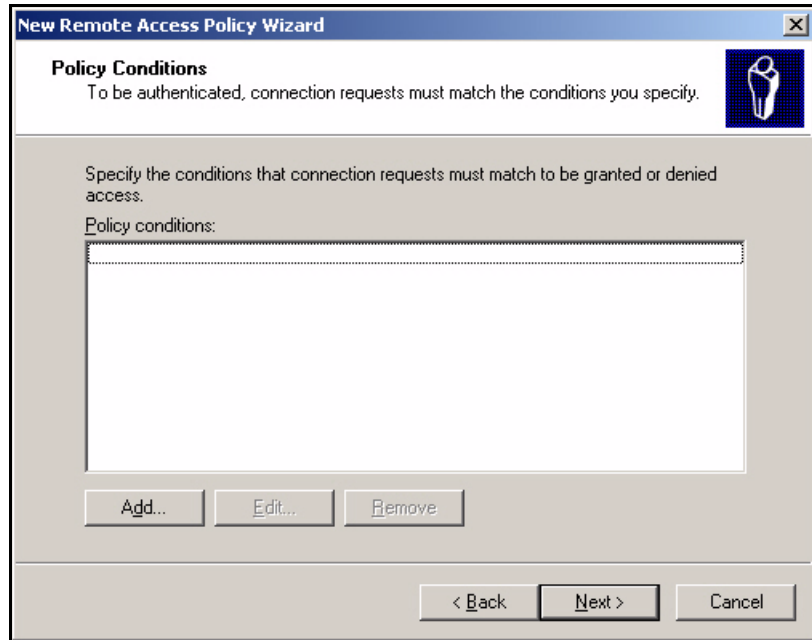 New Remote Access Policy Wizard
Policy Conditions
To be authenticated, connection requests must match the conditions you specify.
Specify the conditions that connection requests must match to be granted or denied
access.
Policy conditions:
Add... Edit... Remove
< Back Next > Cancel